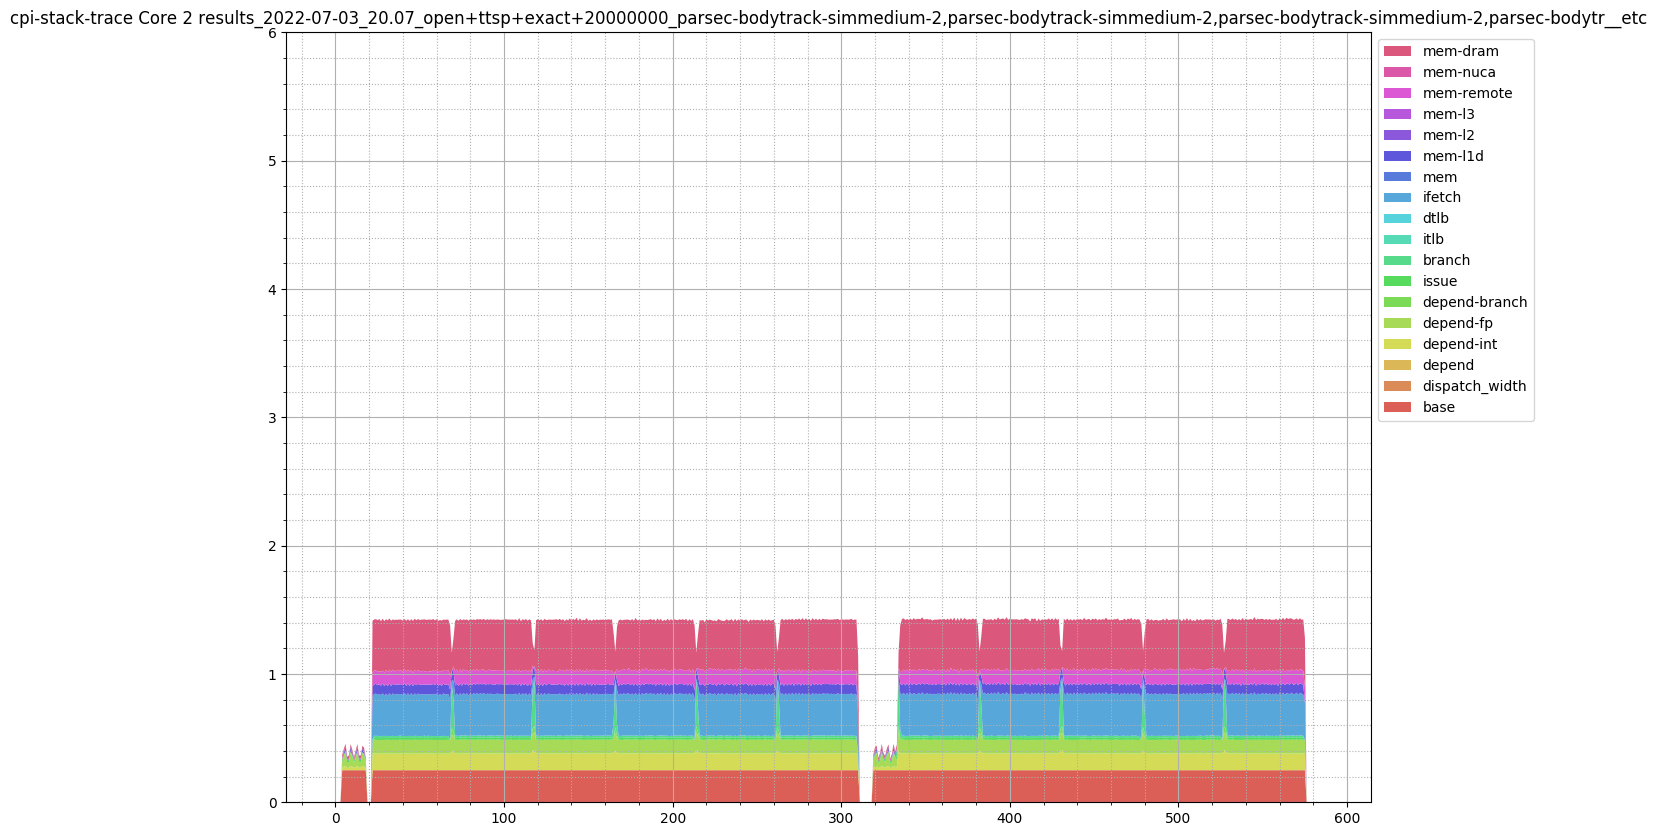 cpi-stack-trace Core 2 results_2022-07-03_20.07_open+ttsp+exact+20000000_parsec-bodytrack-simmedium-2,parsec-bodytrack-simmedium-2,parsec-bodytrack-simmedium-2,parsec-bodytr__etc
6
5
4
3
2
1
0
0 100 200 300 400 500 600
mem-dram
mem-nuca
mem-remote
mem-l3
mem-l2
mem-l1d
mem
ifetch
dtlb
itlb
branch
issue
depend-branch
depend-fp
depend-int
depend
dispatch_width
base